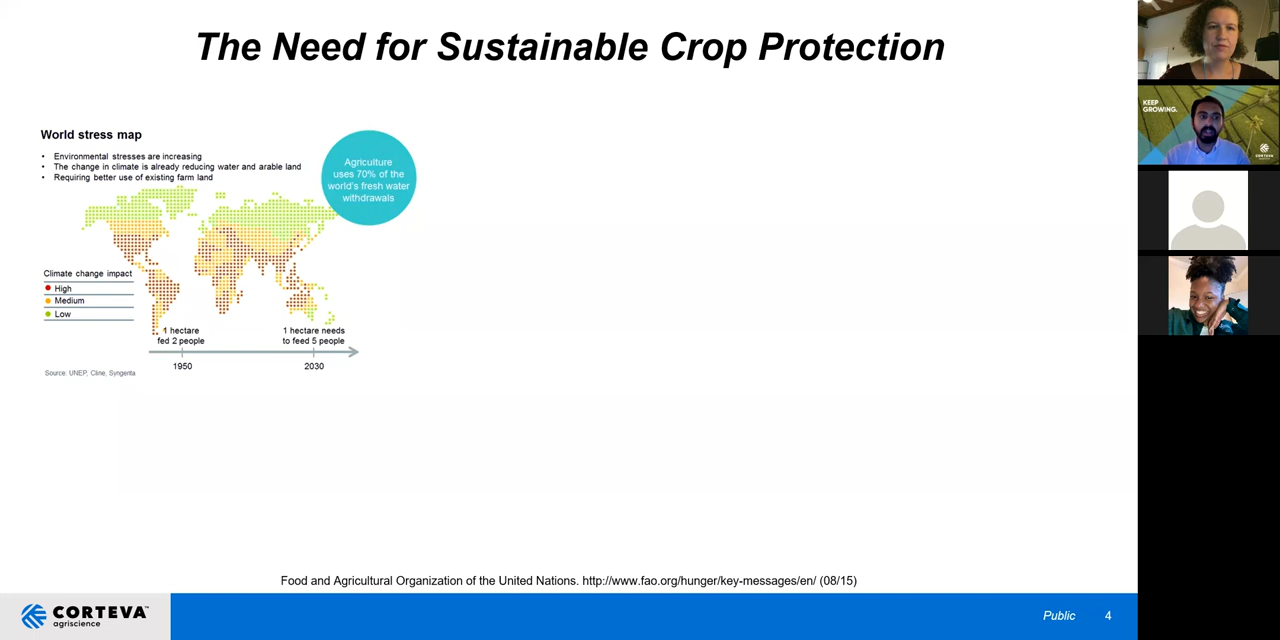 The Need for Sustainable Crop Protection
World stress map
• Environmental stresses are increasing
• The change in climate is already reducing water and arable land
• Requiring better use of existing farm land
Agriculture
uses 70% of the
world's fresh water
withdrawals
Climate change impact
High
Medium
Low
1 hectare
fed 2 people
1 hectare needs
to feed 5 people
1950
2030
Source: UNEP, Cline, Syngenta
Food and Agricultural Organization of the United Nations. http://www.fao.org/hunger/key-messages/en/ (08/15)
CORTEVA™
agriscience
Public
4
KEEP
GROWING.
CORTEVA